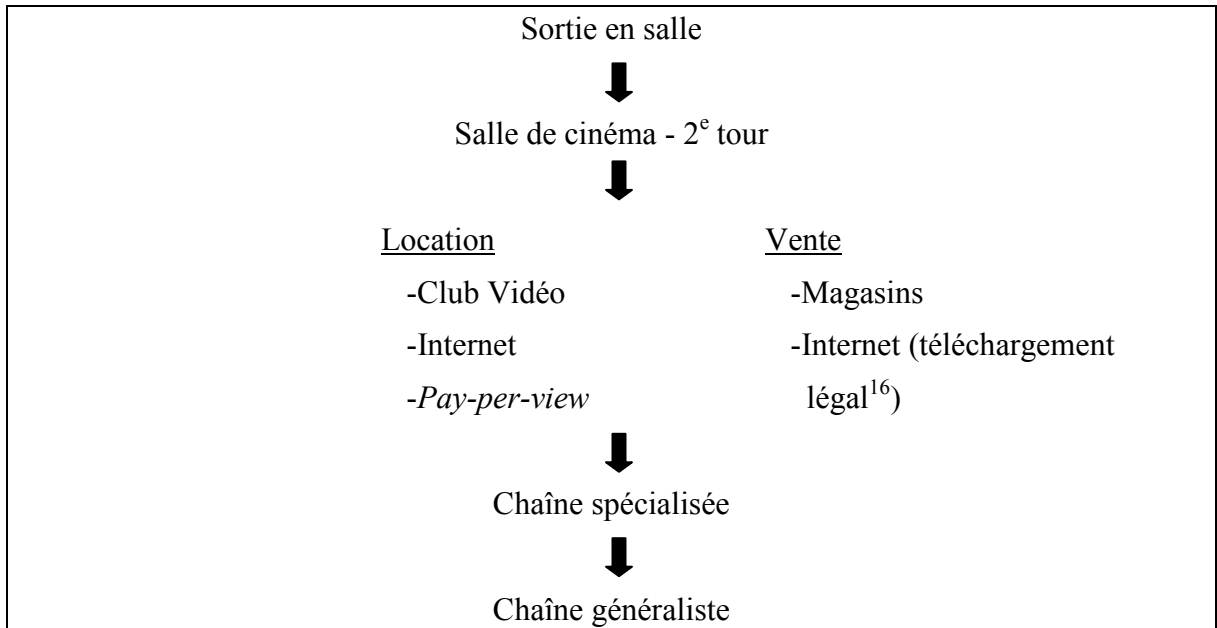 Sortie en salle
Salle de cinéma - 2e tour
Location
-Club Vidéo
-Internet
-Pay-per-view
Vente
-Magasins
-Internet (téléchargement
légal16)
Chaîne spécialisée
Chaîne généraliste